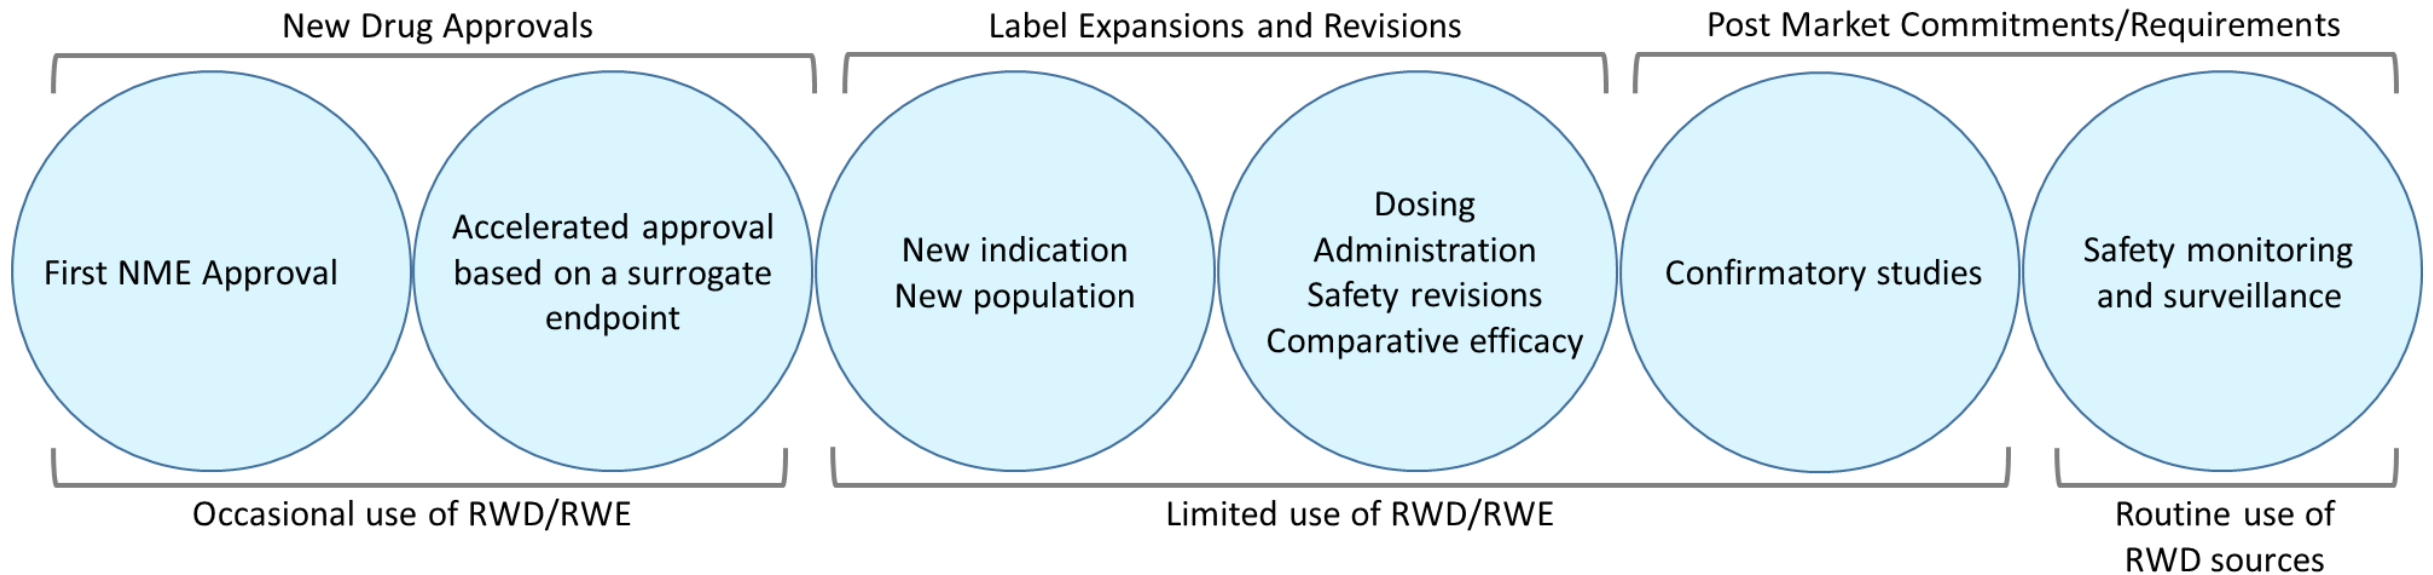 New Drug Approvals
Label Expansions and Revisions
Post Market Commitments/Requirements
First NME Approval
Accelerated approval
based on a surrogate
endpoint
New indication
New population
Dosing
Administration
Safety revisions
Comparative efficacy
Confirmatory studies
Safety monitoring
and surveillance
Occasional use of RWD/RWE
Limited use of RWD/RWE
Routine use of
RWD sources